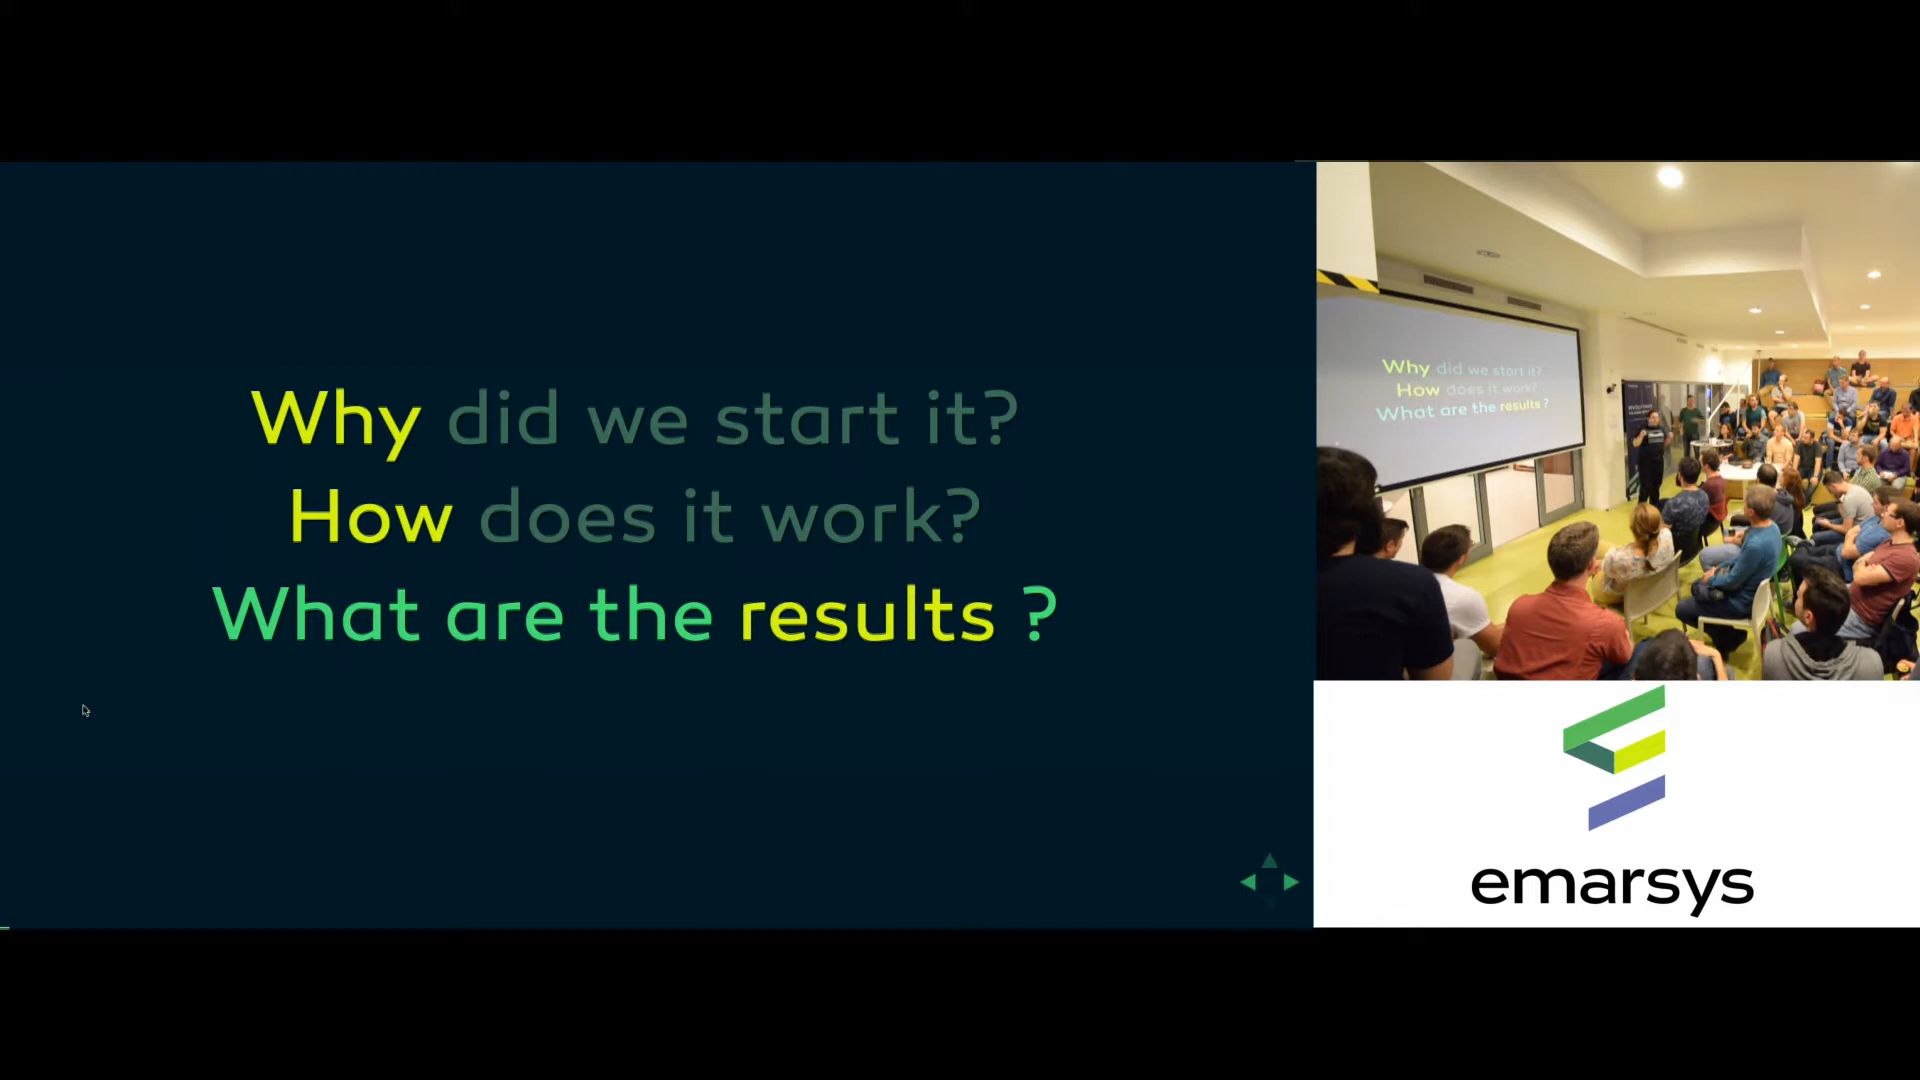 Why did we start it?
How does it work?
What are the results ?
Why did we start it?
How does it work?
What are the results ?
emarsys